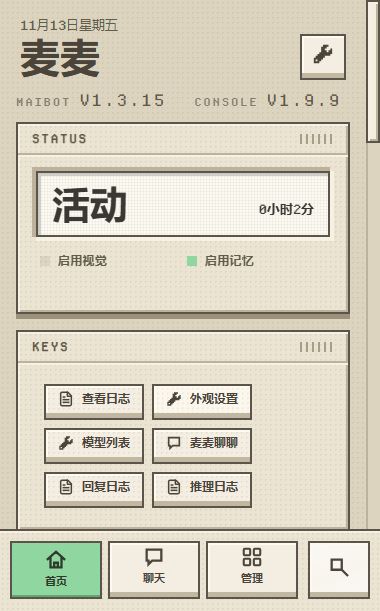 11月13日星期五
麦麦
MAIBOT V1.3.15 CONSOLE V1.9.9
STATUS
活动 0小时2分
启用视觉 启用记忆
KEYS
查看日志 外观设置
模型列表 麦麦聊聊
回复日志 推理日志
首页 聊天 管理